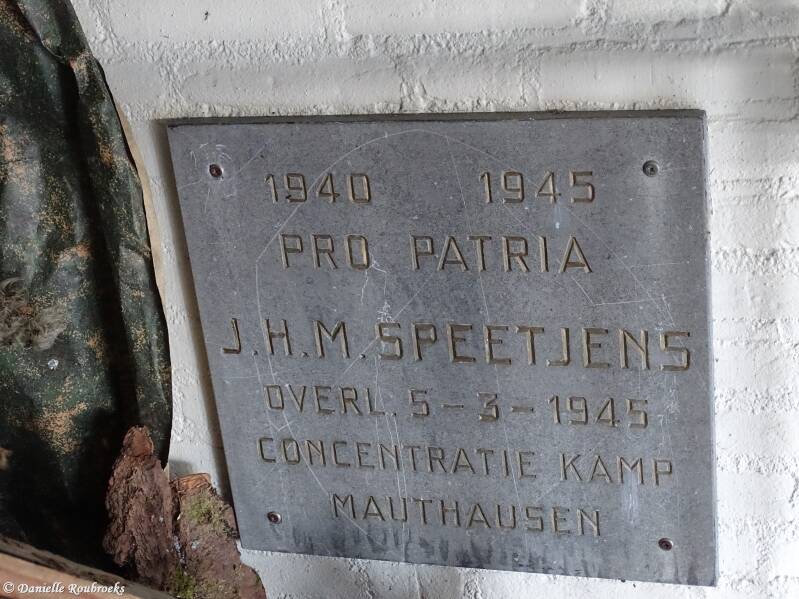 1940 1945
PRO PATRIA
J.H.M. SPEETJENS
OVERL. 5-3-1945
CONCENTRATIE KAMP
MAUTHAUSEN
© Danielle Roubroeks